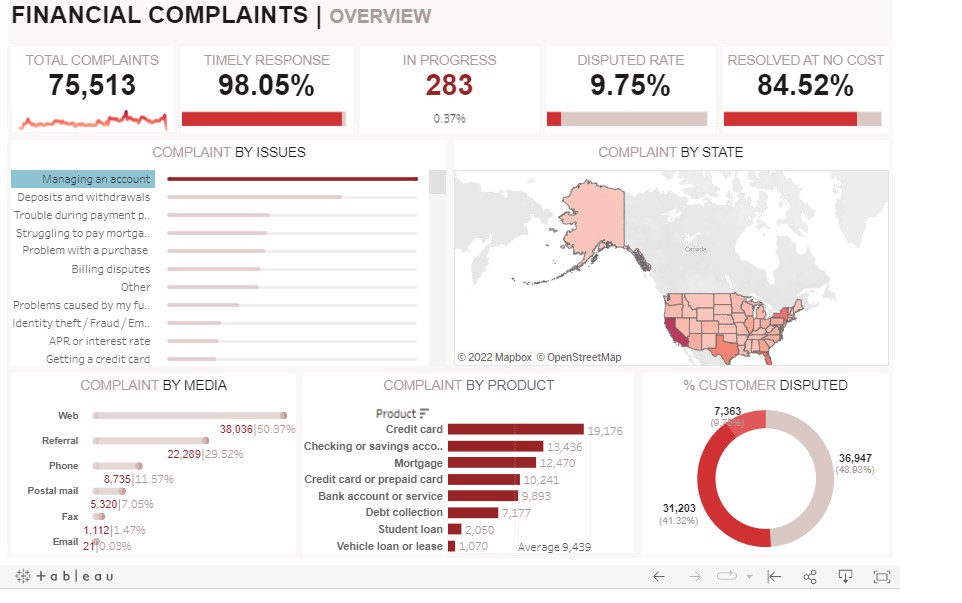 FINANCIAL COMPLAINTS | OVERVIEW
TOTAL COMPLAINTS
75,513
TIMELY RESPONSE
98.05%
IN PROGRESS
283
0.37%
DISPUTED RATE
9.75%
RESOLVED AT NO COST
84.52%
COMPLAINT BY ISSUES
Managing an account
Deposits and withdrawals
Trouble during payment p..
Struggling to pay mortga..
Problem with a purchase
Billing disputes
Other
Problems caused by my fu..
Identity theft / Fraud / Em..
APR or interest rate
Getting a credit card
COMPLAINT BY STATE
Canada
© 2022 Mapbox © OpenStreetMap
COMPLAINT BY MEDIA
Web
38,036|50.37%
Referral
22,289|29.52%
Phone
8,735|11.57%
Postal mail
5,320|7.05%
Fax
1,112|1.47%
Email
21|0.03%
COMPLAINT BY PRODUCT
Product
Credit card 19,176
Checking or savings acco.. 13,436
Mortgage 12,470
Credit card or prepaid card 10,241
Bank account or service 9,893
Debt collection 7,177
Student loan 2,050
Vehicle loan or lease 1,070
Average 9,439
% CUSTOMER DISPUTED
7,363
(9.75%)
36,947
(48.93%)
31,203
(41.32%)
+ableau